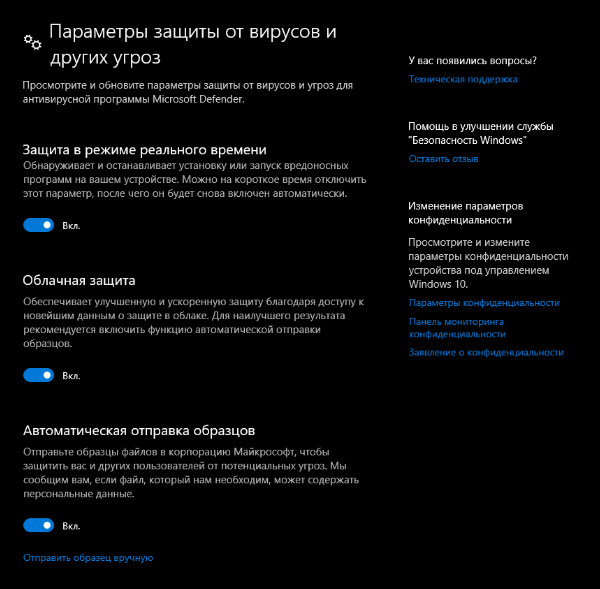 Параметры защиты от вирусов и
других угроз
Просмотрите и обновите параметры защиты от вирусов и угроз для
антивирусной программы Microsoft Defender.
Защита в режиме реального времени
Обнаруживает и останавливает установку или запуск вредоносных
программ на вашем устройстве. Можно на короткое время отключить
этот параметр, после чего он будет снова включен автоматически.
Вкл.
Облачная защита
Обеспечивает улучшенную и ускоренную защиту благодаря доступу к
новейшим данным о защите в облаке. Для наилучшего результата
рекомендуется включить функцию автоматической отправки
образцов.
Вкл.
Автоматическая отправка образцов
Отправьте образцы файлов в корпорацию Майкрософт, чтобы
защитить вас и других пользователей от потенциальных угроз. Мы
сообщим вам, если файл, который нам необходим, может содержать
персональные данные.
Вкл.
Отправить образец вручную
У вас появились вопросы?
Техническая поддержка
Помощь в улучшении службы
"Безопасность Windows"
Оставить отзыв
Изменение параметров
конфиденциальности
Просмотрите и измените
параметры конфиденциальности
устройства под управлением
Windows 10.
Параметры конфиденциальности
Панель мониторинга
конфиденциальности
Заявление о конфиденциальности